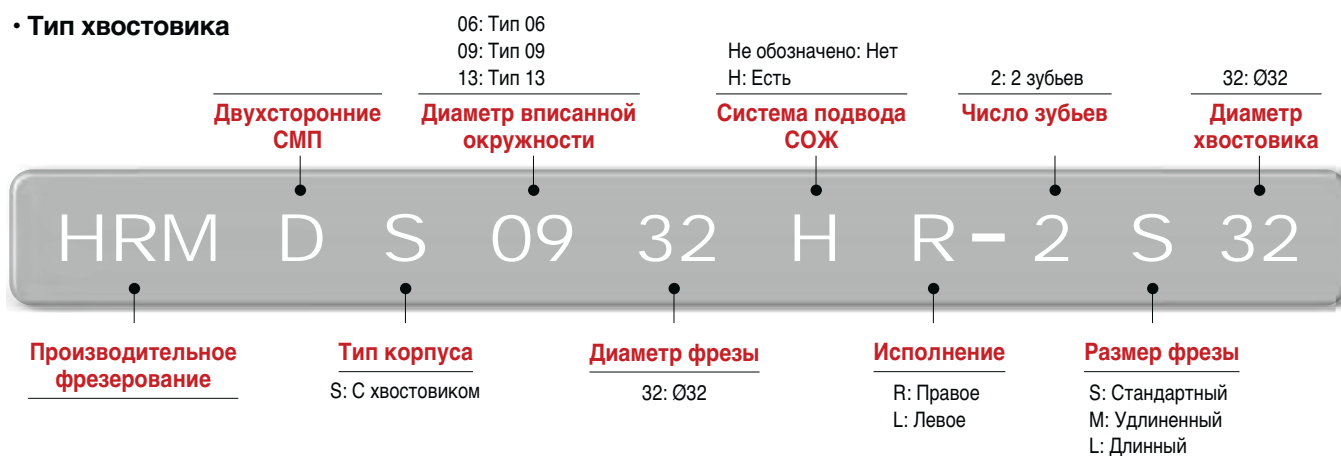 • Тип хвостовика
06: Тип 06
09: Тип 09
13: Тип 13
Не обозначено: Нет
H: Есть
2: 2 зубьев
32: Ø32
Двухсторонние
СМП
Диаметр вписанной
окружности
Система подвода
СОЖ
Число зубьев
Диаметр
хвостовика
HRM D S 09 32 H R - 2 S 32
Производительное
фрезерование
Тип корпуса
S: С хвостовиком
Диаметр фрезы
32: Ø32
Исполнение
R: Правое
L: Левое
Размер фрезы
S: Стандартный
M: Удлиненный
L: Длинный